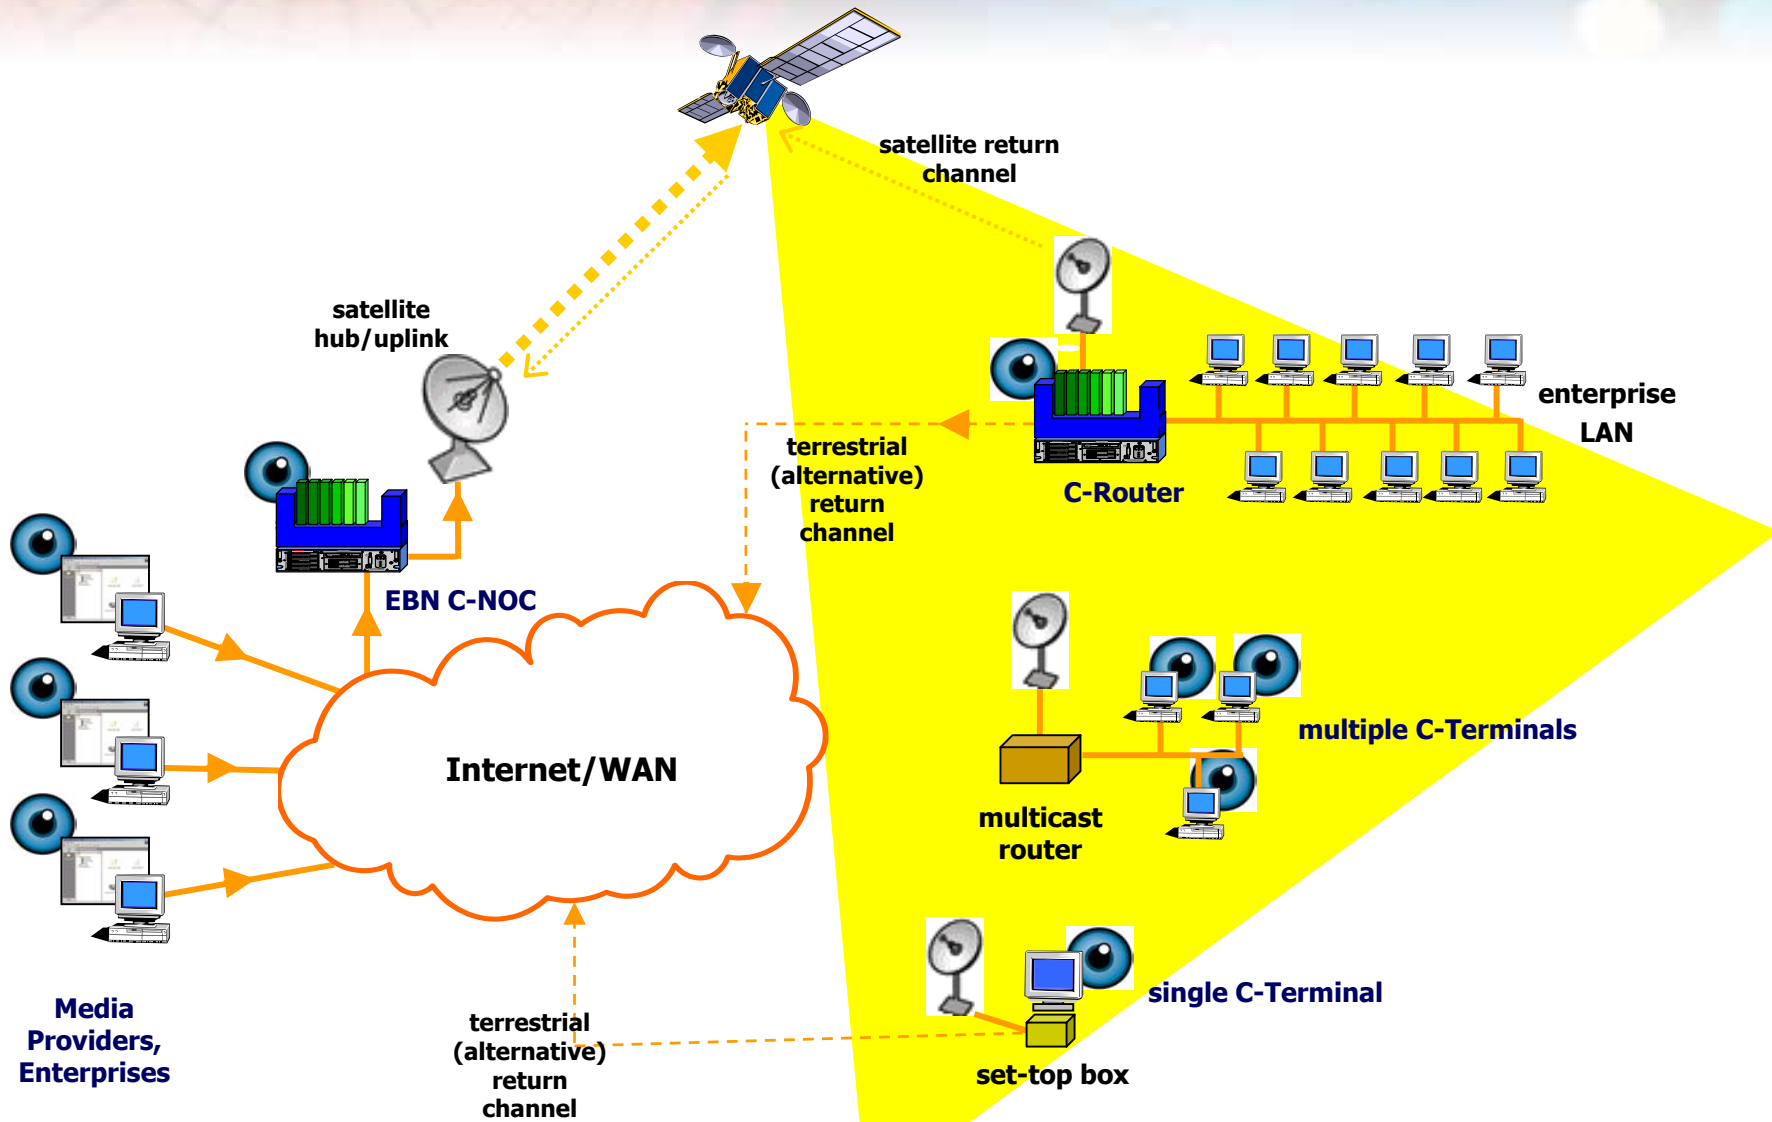 satellite return
channel
satellite
hub/uplink
enterprise
LAN
terrestrial
(alternative)
return
channel
C-Router
EBN C-NOC
multiple C-Terminals
Internet/WAN
multicast
router
single C-Terminal
Media
Providers,
Enterprises
terrestrial
(alternative)
return
channel
set-top box